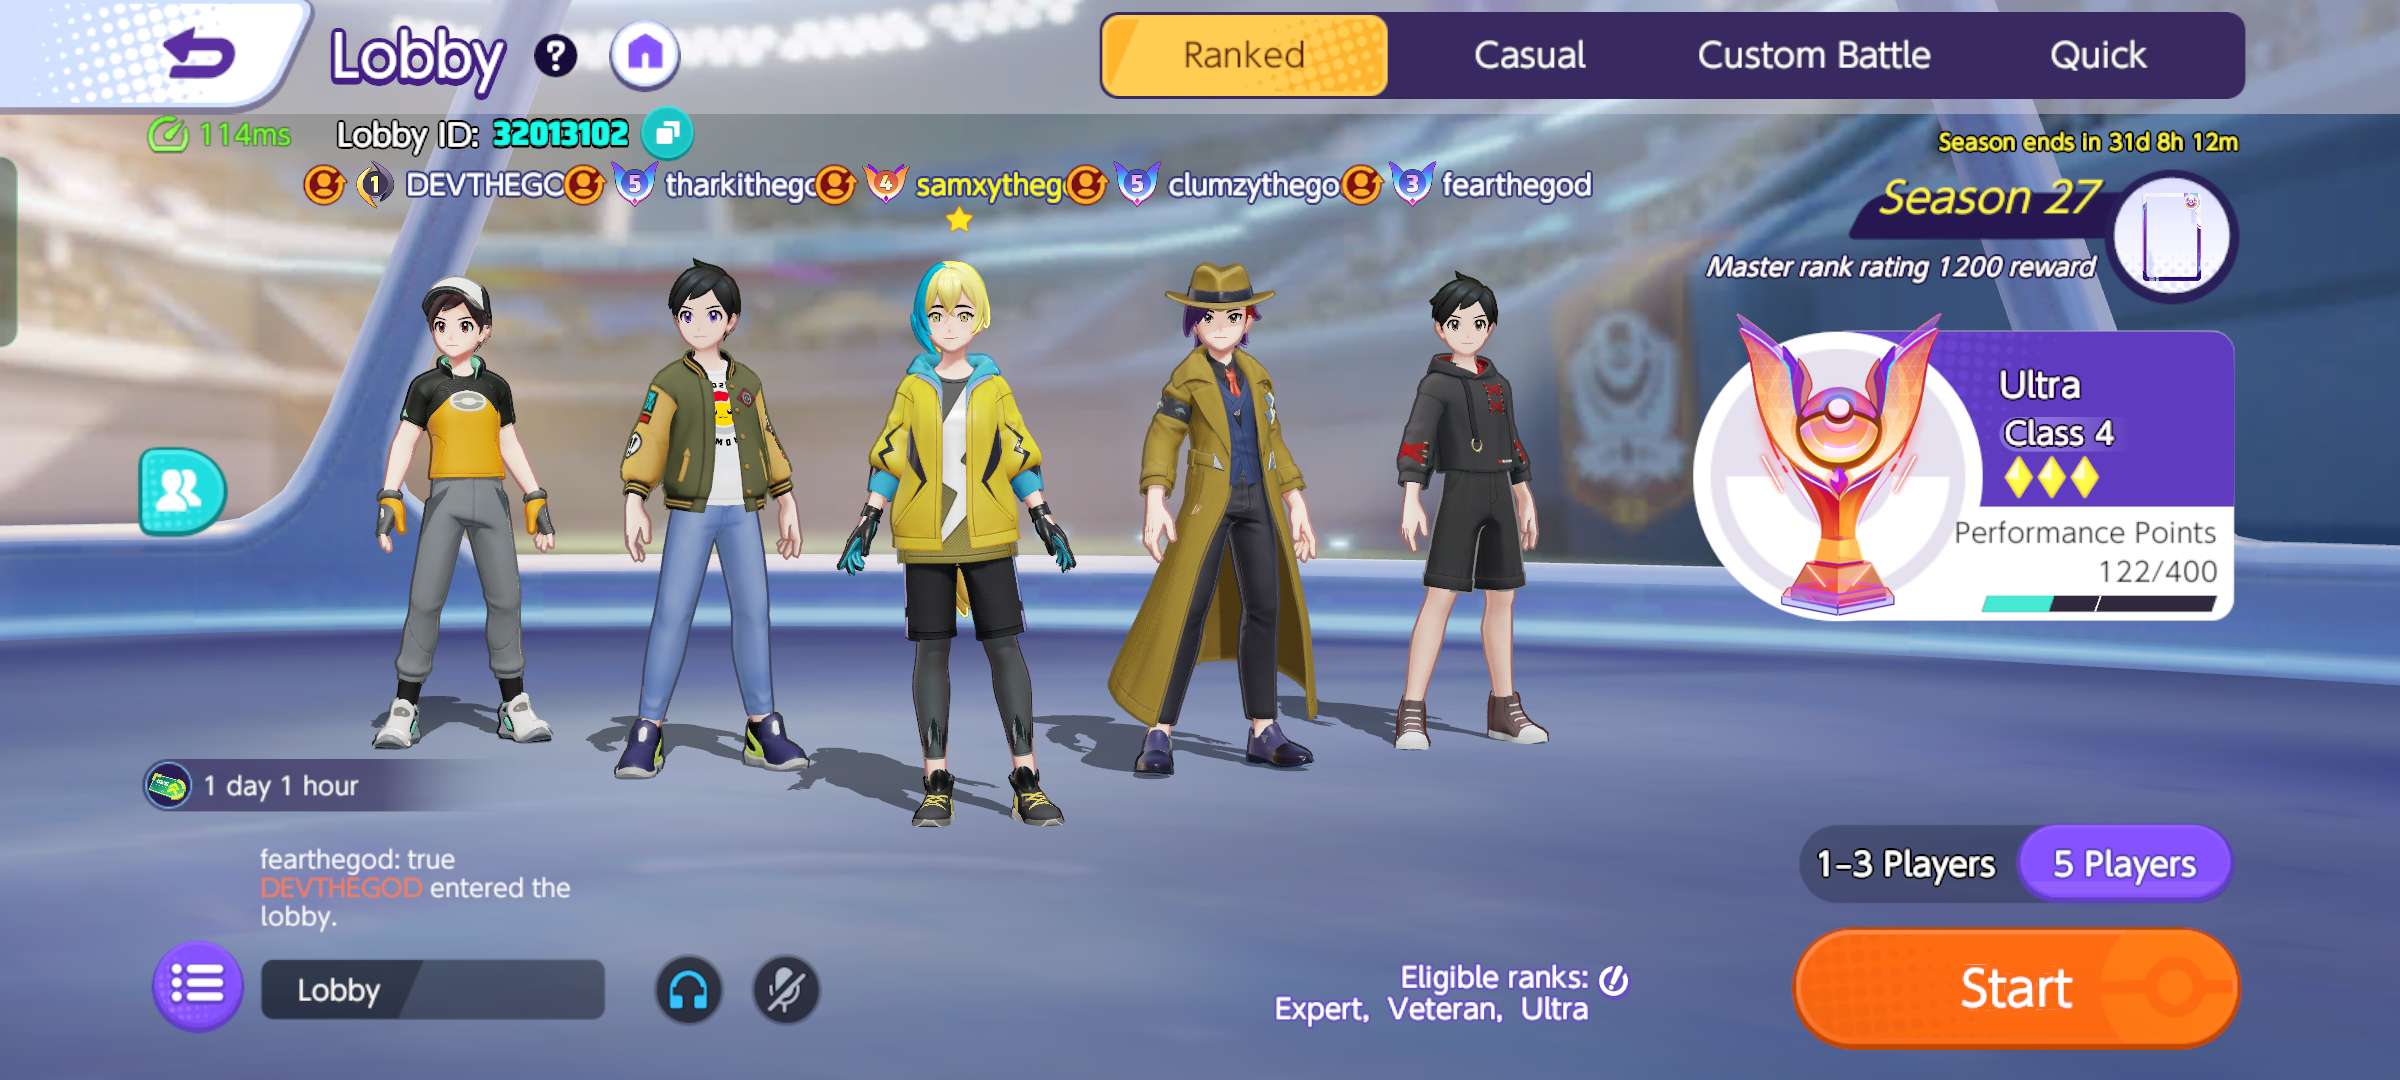 Lobby ?
Ranked Casual Custom Battle Quick
114ms Lobby ID: 32013102
Season ends in 31d 8h 12m
1 DEVTHEGO 5 tharkithego 4 samxytheg 5 clumzythego 3 fearthegod
Season 27
Master rank rating 1200 reward
Ultra
Class 4
Performance Points
122/400
1 day 1 hour
fearthegod: true
DEVTHEGOD entered the
lobby.
Lobby
1-3 Players 5 Players
Eligible ranks:
Expert, Veteran, Ultra
Start